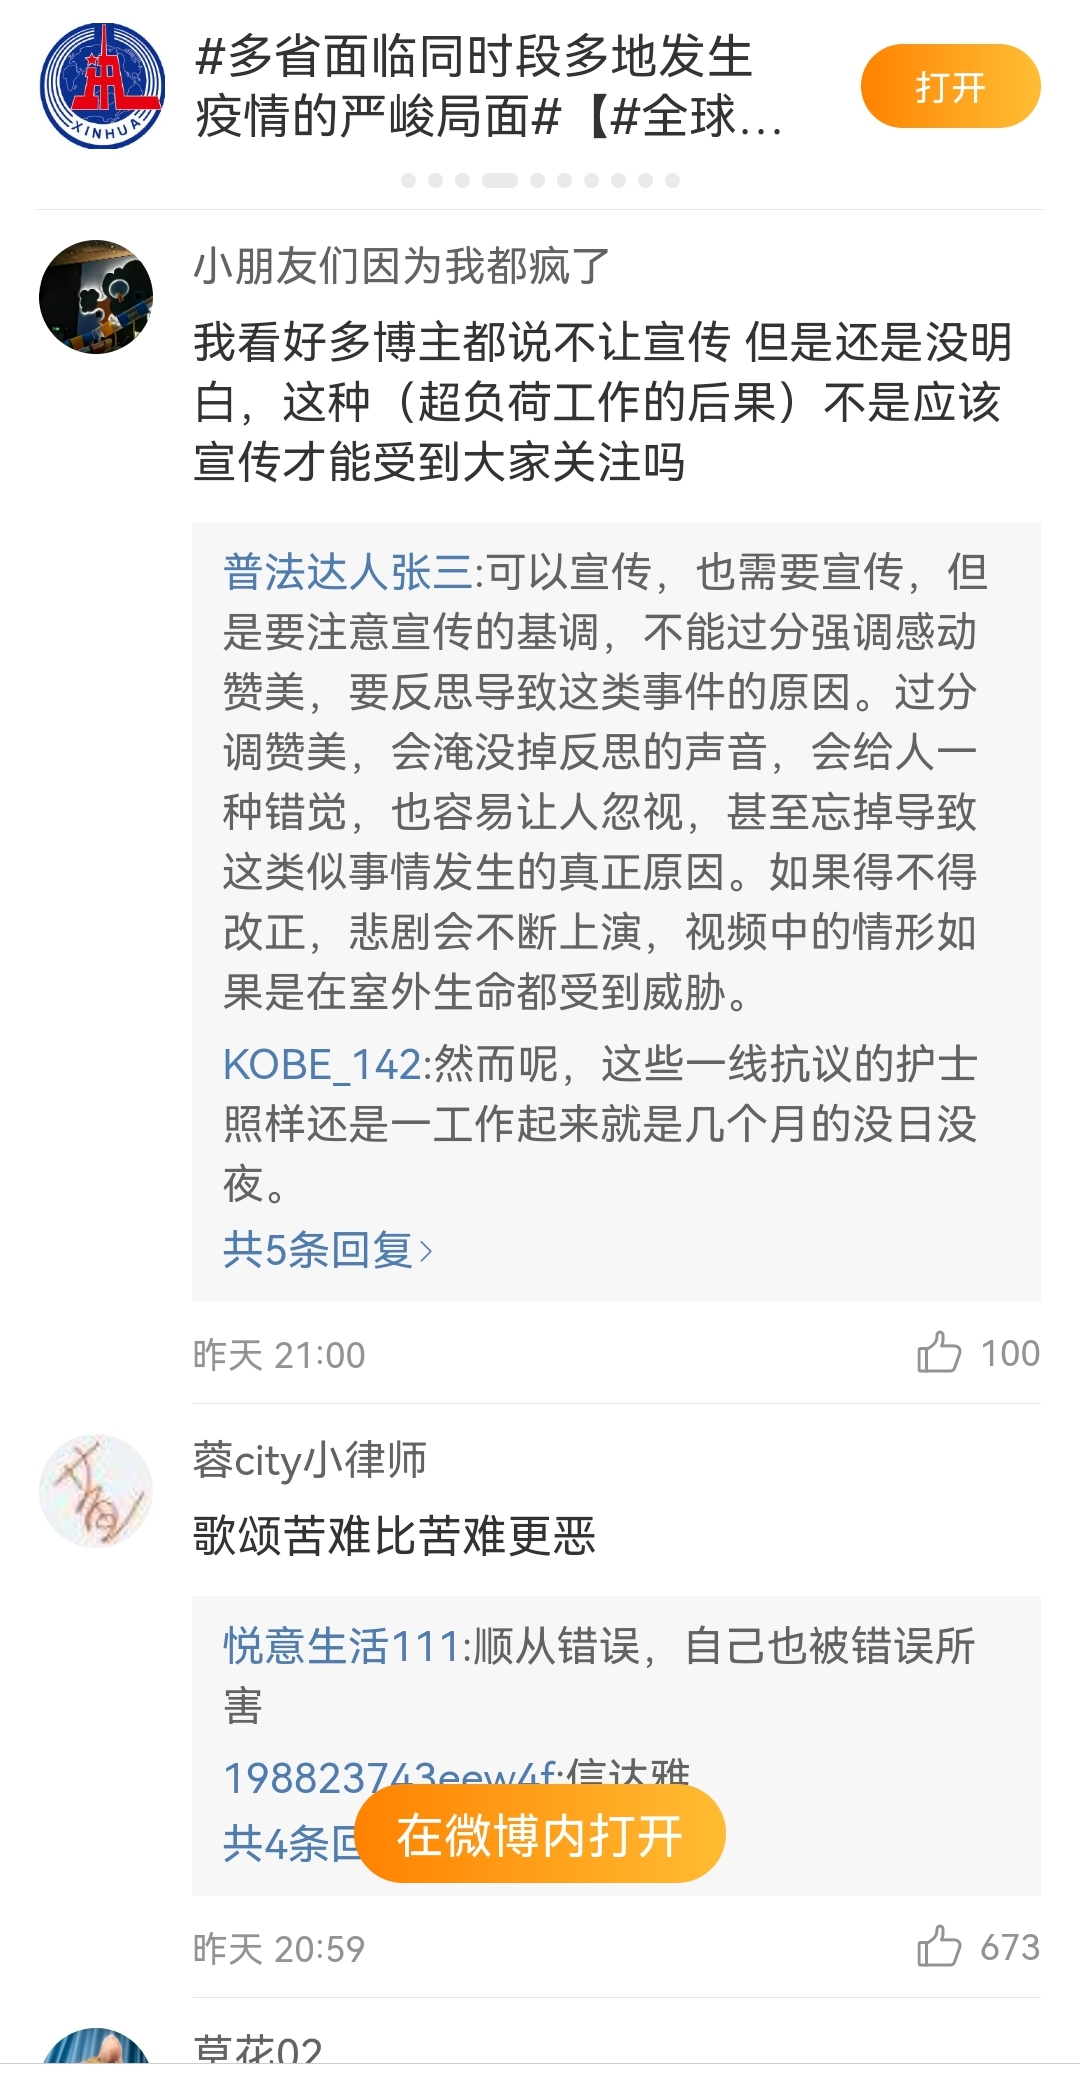 XINHUA
#多省面临同时段多地发生
疫情的严峻局面#【#全球...
打开
小朋友们因为我都疯了
我看好多博主都说不让宣传 但是还是没明
白，这种（超负荷工作的后果）不是应该
宣传才能受到大家关注吗
普法达人张三:可以宣传，也需要宣传，但
是要注意宣传的基调，不能过分强调感动
赞美，要反思导致这类事件的原因。过分
调赞美，会淹没掉反思的声音，会给人一
种错觉，也容易让人忽视，甚至忘掉导致
这类似事情发生的真正原因。如果得不得
改正，悲剧会不断上演，视频中的情形如
果是在室外生命都受到威胁。
KOBE_142:然而呢，这些一线抗议的护士
照样还是一工作起来就是几个月的没日没
夜。
共5条回复>
昨天 21:00
100
蓉city小律师
歌颂苦难比苦难更恶
悦意生活111:顺从错误，自己也被错误所
害
198823743eew4f:信达雅
共4条回
在微博内打开
昨天 20:59
673
草花02